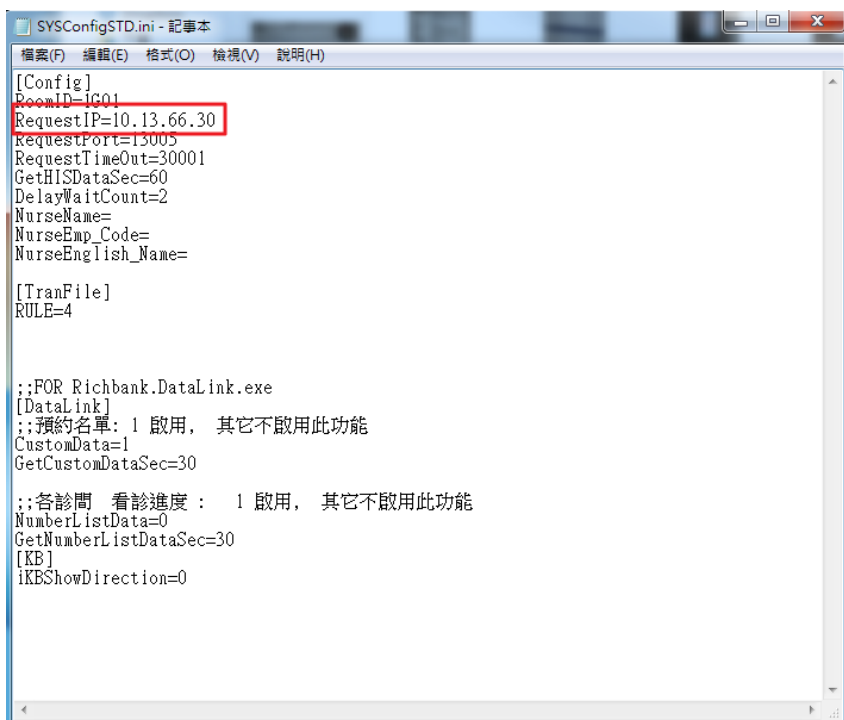 SYSConfigSTD.ini - 記事本
檔案(F) 編輯(E) 格式(O) 檢視(V) 說明(H)
[Config]
RoomID=1G01
RequestIP=10.13.66.30
RequestPort=13005
RequestTimeOut=30001
GetHISDataSec=60
DelayWaitCount=2
NurseName=
NurseEmp_Code=
NurseEnglish_Name=
[TranFile]
RULE=4
;;FOR Richbank.DataLink.exe
[DataLink]
;;預約名單: 1 啟用, 其它不啟用此功能
CustomData=1
GetCustomDataSec=30
;;各診間 看診進度 : 1 啟用, 其它不啟用此功能
NumberListData=0
GetNumberListDataSec=30
[KB]
iKBShowDirection=0